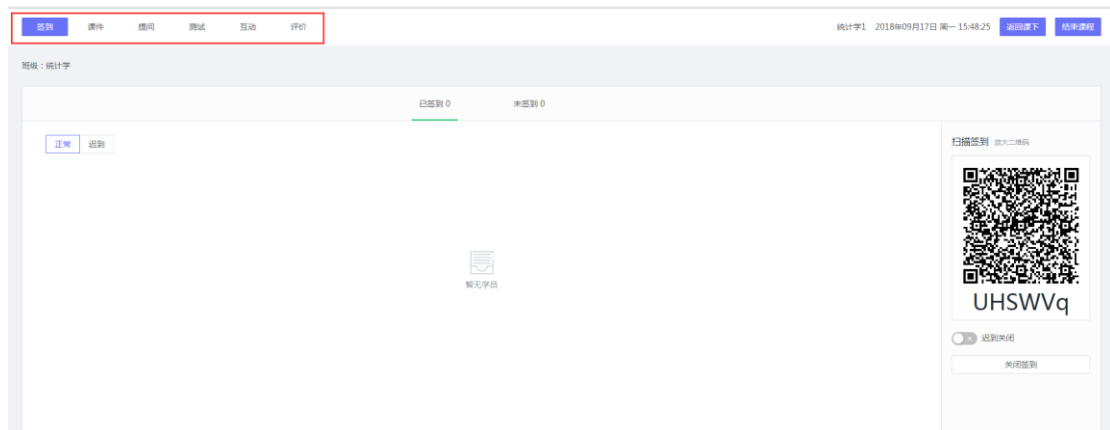 签到 课件 提问 测试 互动 评价 统计学1 2018年09月17日 周一 15:48:25 返回课下 结束课程
班级：统计学
已签到 0 未签到 0
正常 迟到
扫描签到 放大二维码
暂无学员
UHSWVq
迟到关闭
关闭签到